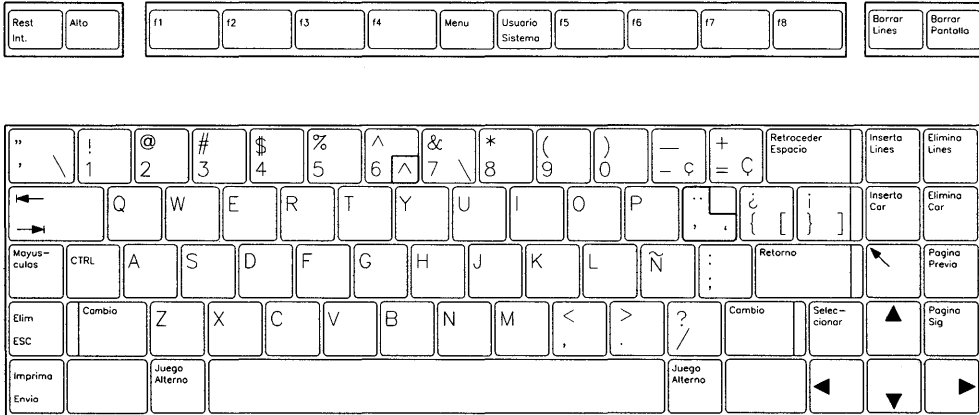 Rest Int.
Alto
f1
f2
f3
f4
Menu
Usuario Sistema
f5
f6
f7
f8
Borrar Lines
Borrar Pantalla
" ' \
! 1
@ 2
# 3
$ 4
% 5
^ 6 ^
& 7 \
* 8
( 9
) 0
— - ç
+ = Ç
Retroceder Espacio
Inserta Lines
Elimina Lines
Q
W
E
R
T
Y
U
I
O
P
¨ ' ‘
¿ { [
¡ } ]
Inserta Car
Elimina Car
Mayus-culas
CTRL
A
S
D
F
G
H
J
K
L
Ñ
: ;
Retorno
Pagina Previa
Elim ESC
Cambio
Z
X
C
V
B
N
M
< ,
> .
? /
Cambio
Selec-cionar
Pagina Sig
Imprima Envia
Juego Alterno
Juego Alterno